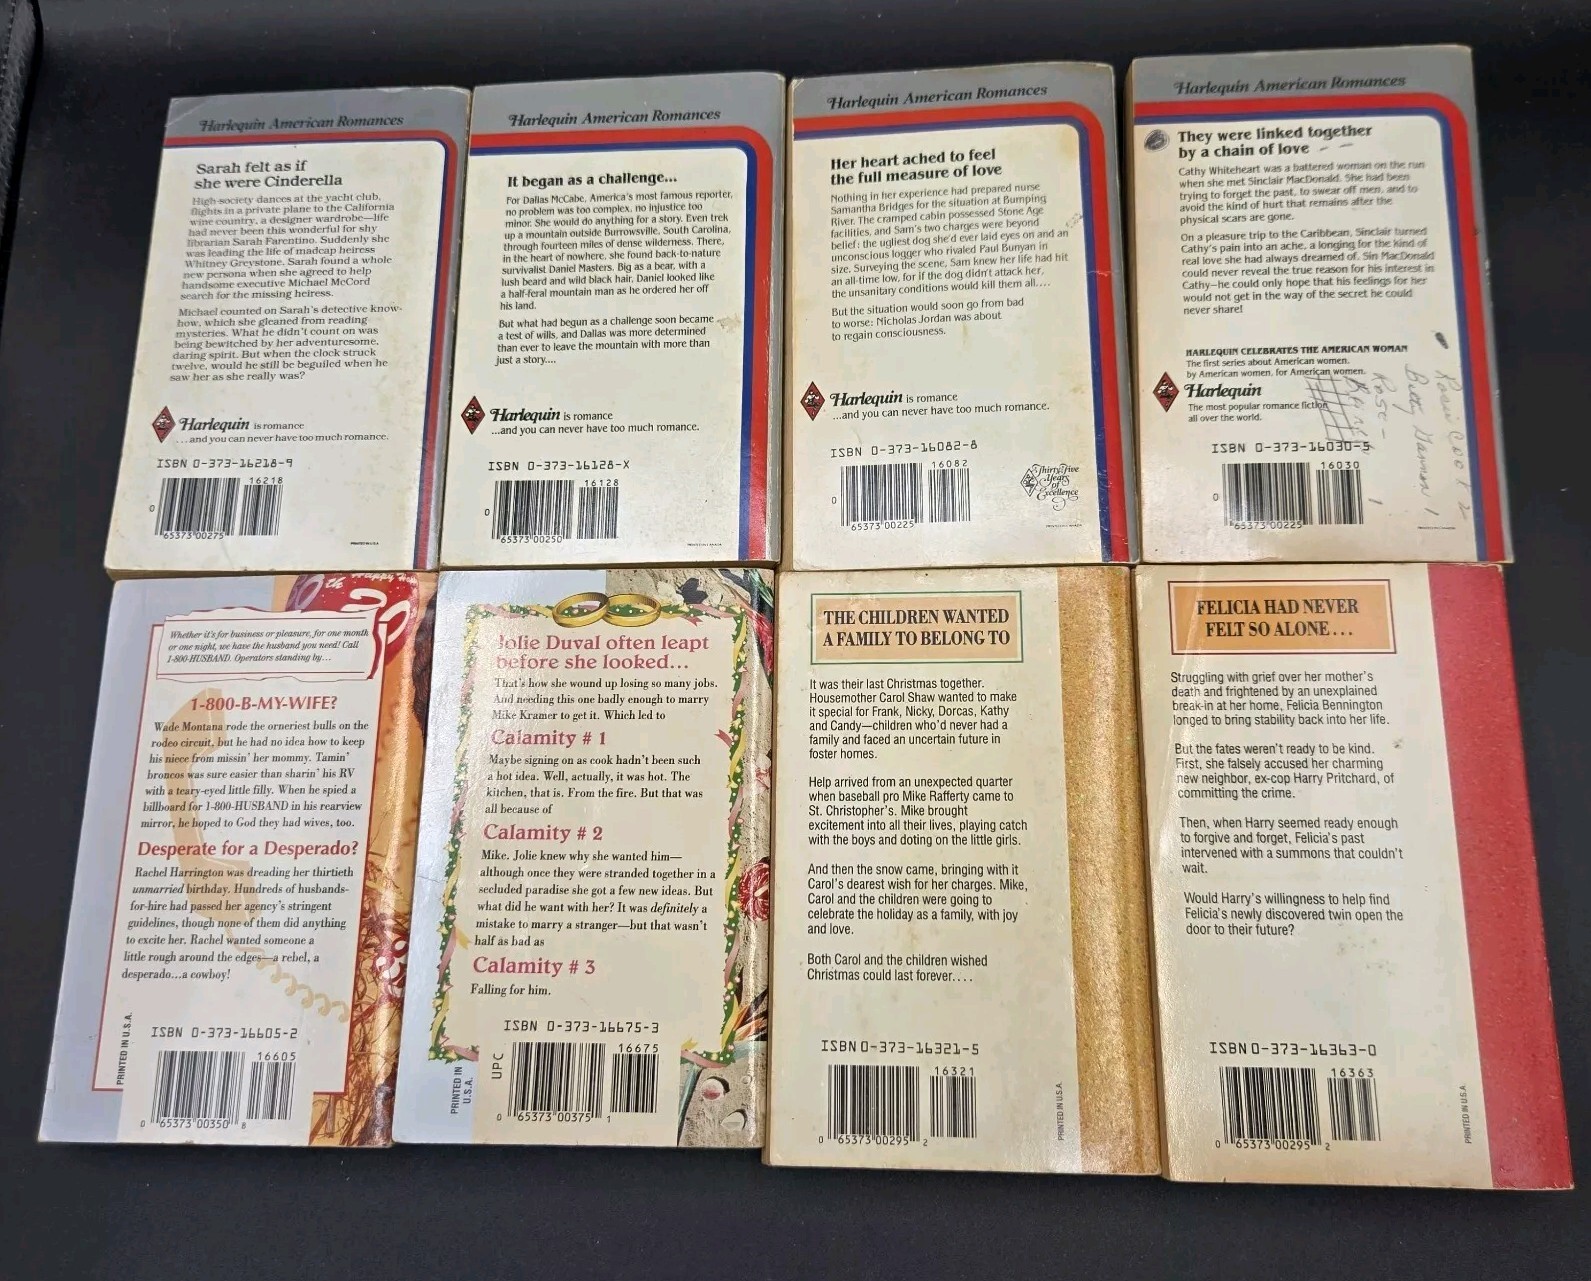 Harlequin American Romances
Sarah felt as if
she were Cinderella
High-society dances at the yacht club,
flights in a private plane to the California
wine country, a designer wardrobe—life
had never been this wonderful for shy
librarian Sarah Farentino. Suddenly she
was leading the life of madcap heiress
Whitney Greystone. Sarah found a whole
new persona when she agreed to help
handsome executive Michael McCord
search for the missing heiress.
Michael counted on Sarah's detective know-
how, which she gleaned from reading
mysteries. What he didn't count on was
being bewitched by her adventuresome,
daring spirit. But when the clock struck
twelve, would he still be beguiled when he
saw her as she really was?
Harlequin is romance
...and you can never have too much romance.
ISBN 0-373-16218-9
16218
0
65373 00275
PRINTED IN U.S.A.
Harlequin American Romances
It began as a challenge...
For Dallas McCabe, America's most famous reporter,
no problem was too complex, no injustice too
minor. She would do anything for a story. Even trek
up a mountain outside Burrowsville, South Carolina,
through fourteen miles of dense wilderness. There,
in the heart of nowhere, she found back-to-nature
survivalist Daniel Masters. Big as a bear, with a
lush beard and wild black hair, Daniel looked like
a half-feral mountain man as he ordered her off
his land.
But what had begun as a challenge soon became
a test of wills, and Dallas was more determined
than ever to leave the mountain with more than
just a story....
Harlequin is romance
...and you can never have too much romance.
ISBN 0-373-16128-X
16128
0
65373 00250
Harlequin American Romances
Her heart ached to feel
the full measure of love
Nothing in her experience had prepared nurse
Samantha Bridges for the situation at Bumping
River. The cramped cabin possessed Stone Age
facilities, and Sam's two charges were beyond
belief: the ugliest dog she'd ever laid eyes on and an
unconscious logger who rivaled Paul Bunyan in
size. Surveying the scene, Sam knew her life had hit
an all-time low, for if the dog didn't attack her,
the unsanitary conditions would kill them all....
But the situation would soon go from bad
to worse: Nicholas Jordan was about
to regain consciousness.
Harlequin is romance
...and you can never have too much romance.
ISBN 0-373-16082-8
16082
0
65373 00225
Thirty-Five
Years
of
Excellence
Harlequin American Romances
They were linked together
by a chain of love
Cathy Whiteheart was a battered woman on the run
when she met Sinclair MacDonald. She had been
trying to forget the past, to swear off men, and to
avoid the kind of hurt that remains after the
physical scars are gone.
On a pleasure trip to the Caribbean, Sinclair turned
Cathy's pain into an ache, a longing for the kind of
real love she had always dreamed of. Sin MacDonald
could never reveal the true reason for his interest in
Cathy—he could only hope that his feelings for her
would not get in the way of the secret he could
never share!
HARLEQUIN CELEBRATES THE AMERICAN WOMAN
The first series about American women,
by American women, for American women.
Harlequin
The most popular romance fiction
all over the world.
ISBN 0-373-16030-5
16030
0
65373 00225
Rose
Betty
Whether it's for business or pleasure, for one month
or one night, we have the husband you need! Call
1-800-HUSBAND. Operators standing by...
1-800-B-MY-WIFE?
Wade Montana rode the orneriest bulls on the
rodeo circuit, but he had no idea how to keep
his niece from missin' her mommy. Tamin'
broncos was sure easier than sharin' his RV
with a teary-eyed little filly. When he spied a
billboard for 1-800-HUSBAND in his rearview
mirror, he hoped to God they had wives, too.
Desperate for a Desperado?
Rachel Harrington was dreading her thirtieth
unmarried birthday. Hundreds of husbands-
for-hire had passed her agency's stringent
guidelines, though none of them did anything
to excite her. Rachel wanted someone a
little rough around the edges—a rebel, a
desperado...a cowboy!
PRINTED IN U.S.A.
ISBN 0-373-16605-2
16605
0 65373 00350 8
Jolie Duval often leapt
before she looked...
That's how she wound up losing so many jobs.
And needing this one badly enough to marry
Mike Kramer to get it. Which led to
Calamity # 1
Maybe signing on as cook hadn't been such
a hot idea. Well, actually, it was hot. The
kitchen, that is. From the fire. But that was
all because of
Calamity # 2
Mike. Jolie knew why she wanted him—
although once they were stranded together in a
secluded paradise she got a few new ideas. But
what did he want with her? It was definitely a
mistake to marry a stranger—but that wasn't
half as bad as
Calamity # 3
Falling for him.
PRINTED IN
U.S.A.
UPC
ISBN 0-373-16675-3
16675
0 65373 00375 1
THE CHILDREN WANTED
A FAMILY TO BELONG TO
It was their last Christmas together.
Housemother Carol Shaw wanted to make
it special for Frank, Nicky, Dorcas, Kathy
and Candy—children who'd never had a
family and faced an uncertain future in
foster homes.
Help arrived from an unexpected quarter
when baseball pro Mike Rafferty came to
St. Christopher's. Mike brought
excitement into all their lives, playing catch
with the boys and doting on the little girls.
And then the snow came, bringing with it
Carol's dearest wish for her charges. Mike,
Carol and the children were going to
celebrate the holiday as a family, with joy
and love.
Both Carol and the children wished
Christmas could last forever....
ISBN 0-373-16321-5
16321
0 65373 00295 2
PRINTED IN U.S.A.
FELICIA HAD NEVER
FELT SO ALONE...
Struggling with grief over her mother's
death and frightened by an unexplained
break-in at her home, Felicia Bennington
longed to bring stability back into her life.
But the fates weren't ready to be kind.
First, she falsely accused her charming
new neighbor, ex-cop Harry Pritchard, of
committing the crime.
Then, when Harry seemed ready enough
to forgive and forget, Felicia's past
intervened with a summons that couldn't
wait.
Would Harry's willingness to help find
Felicia's newly discovered twin open the
door to their future?
ISBN 0-373-16363-0
16363
0 65373 00295 2
PRINTED IN U.S.A.